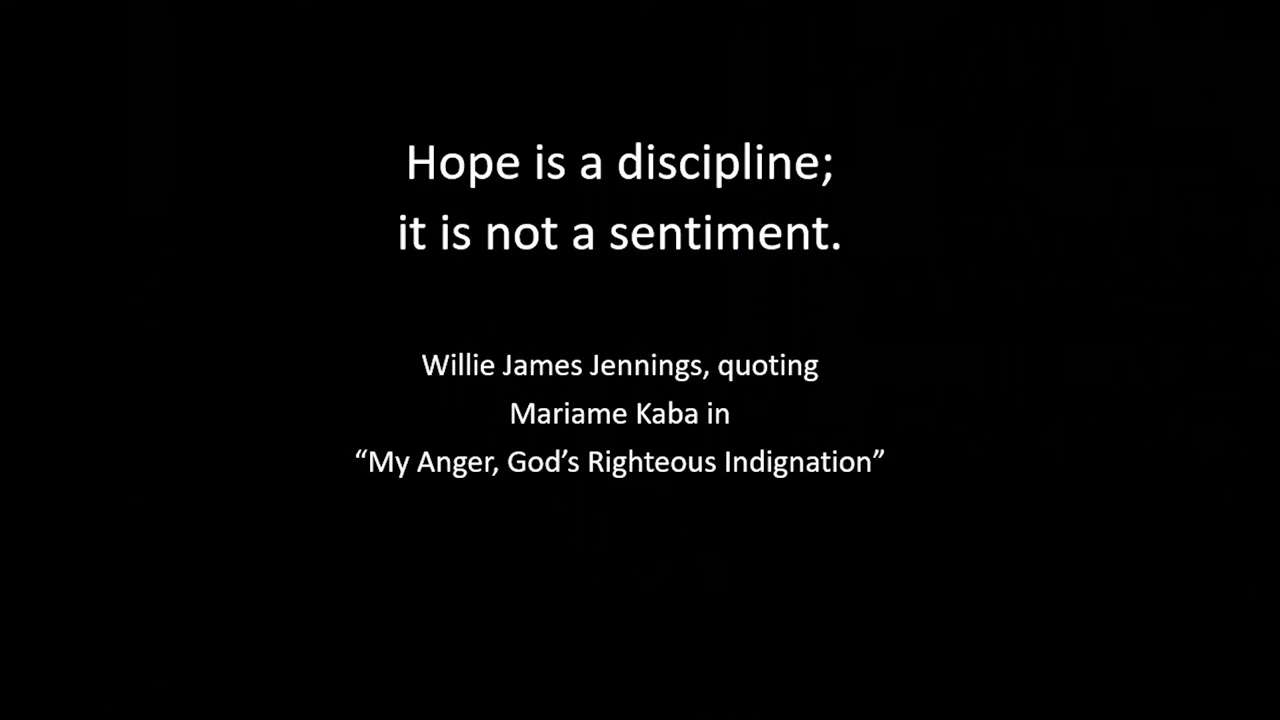 Hope is a discipline;
it is not a sentiment.
Willie James Jennings, quoting
Mariame Kaba in
“My Anger, God’s Righteous Indignation”